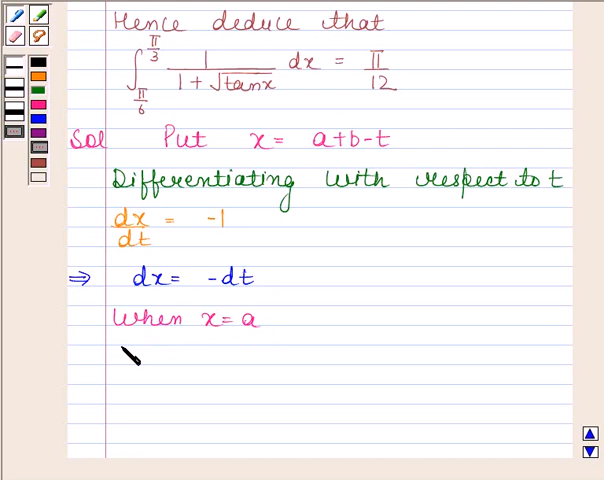 Hence deduce that
∫_{π/6}^{π/3} 1/(1+√tanx) dx = π/12
Sol Put x = a+b-t
Differentiating with respect to t
dx/dt = -1
⇒ dx = -dt
When x = a